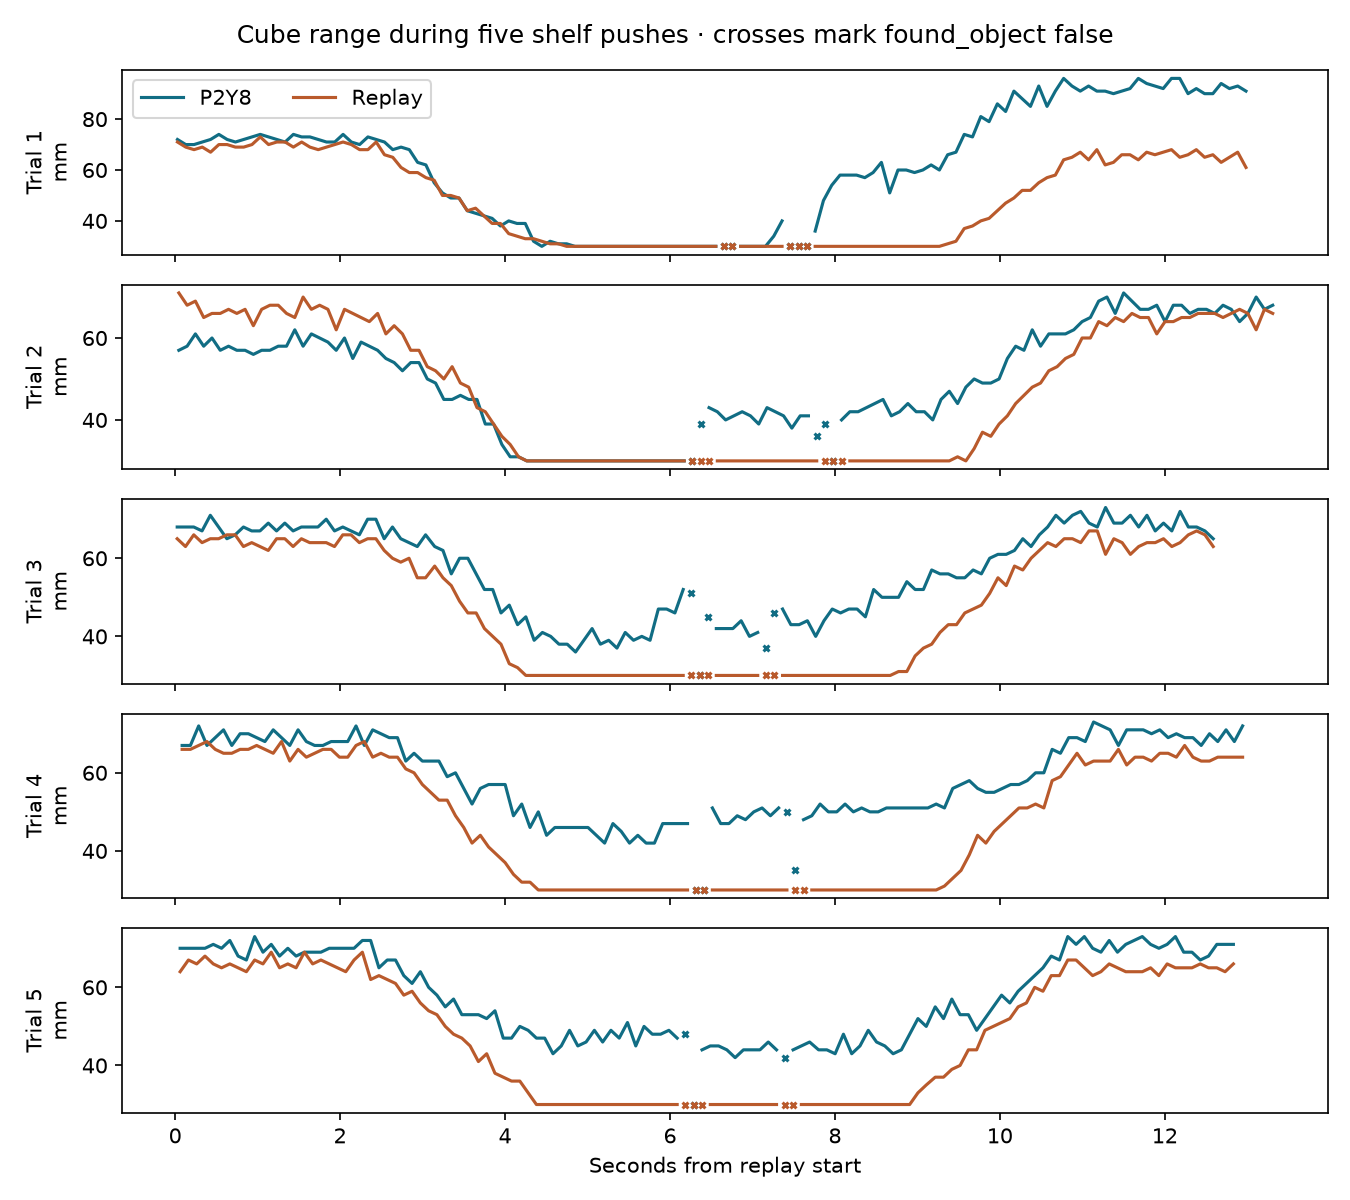 Cube range during five shelf pushes · crosses mark found_object false
P2Y8
Replay
Trial 1
mm
80
60
40
Trial 2
mm
60
40
Trial 3
mm
60
40
Trial 4
mm
60
40
Trial 5
mm
60
40
0 2 4 6 8 10 12
Seconds from replay start